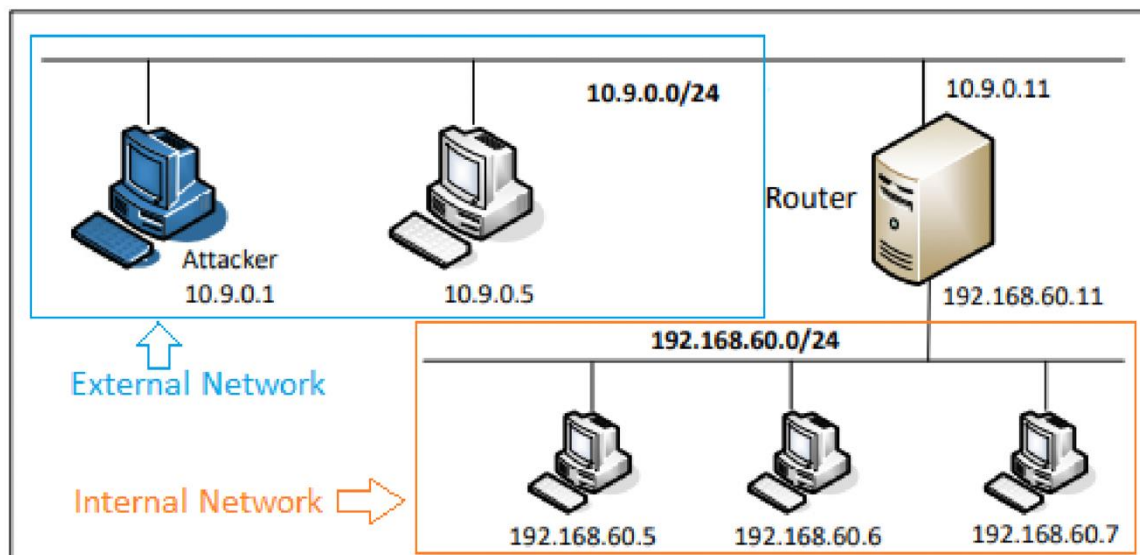 10.9.0.0/24
10.9.0.11
Router
Attacker
10.9.0.1
10.9.0.5
192.168.60.11
192.168.60.0/24
External Network
Internal Network
192.168.60.5
192.168.60.6
192.168.60.7